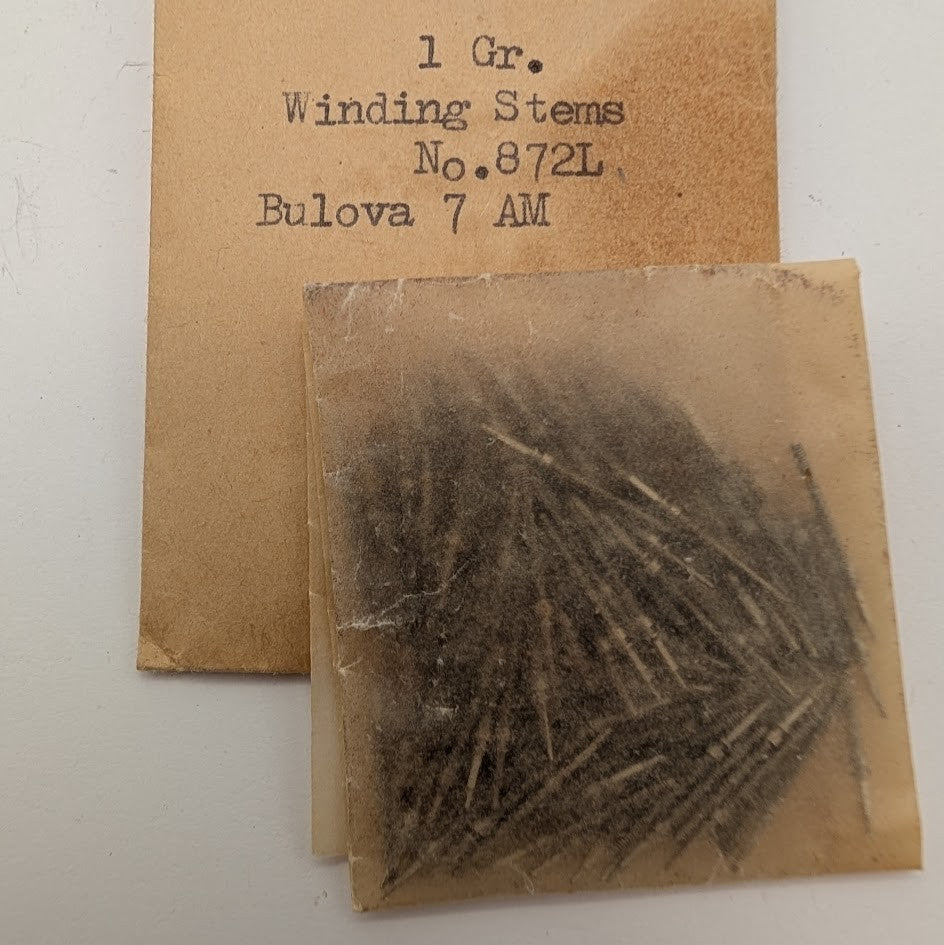 1 Gr.
Winding Stems
No.872L
Bulova 7 AM